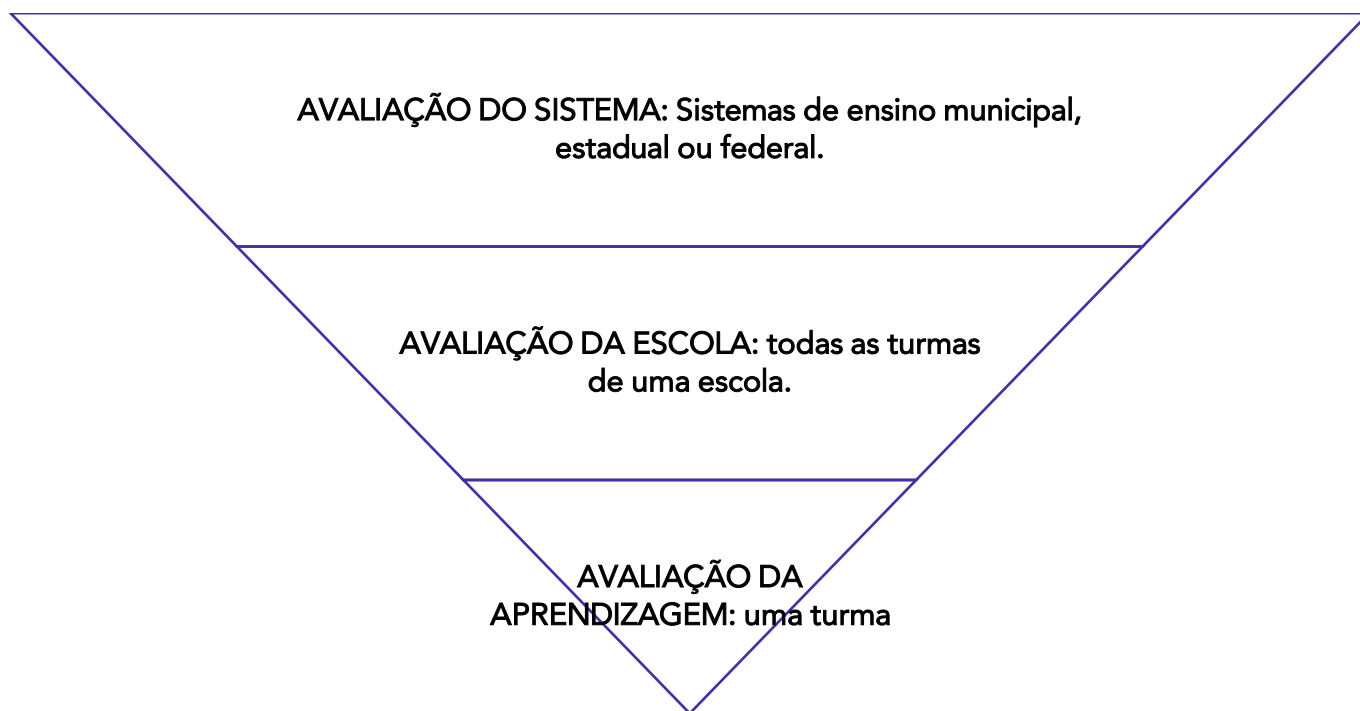 AVALIAÇÃO DO SISTEMA: Sistemas de ensino municipal,
estadual ou federal.
AVALIAÇÃO DA ESCOLA: todas as turmas
de uma escola.
AVALIAÇÃO DA
APRENDIZAGEM: uma turma